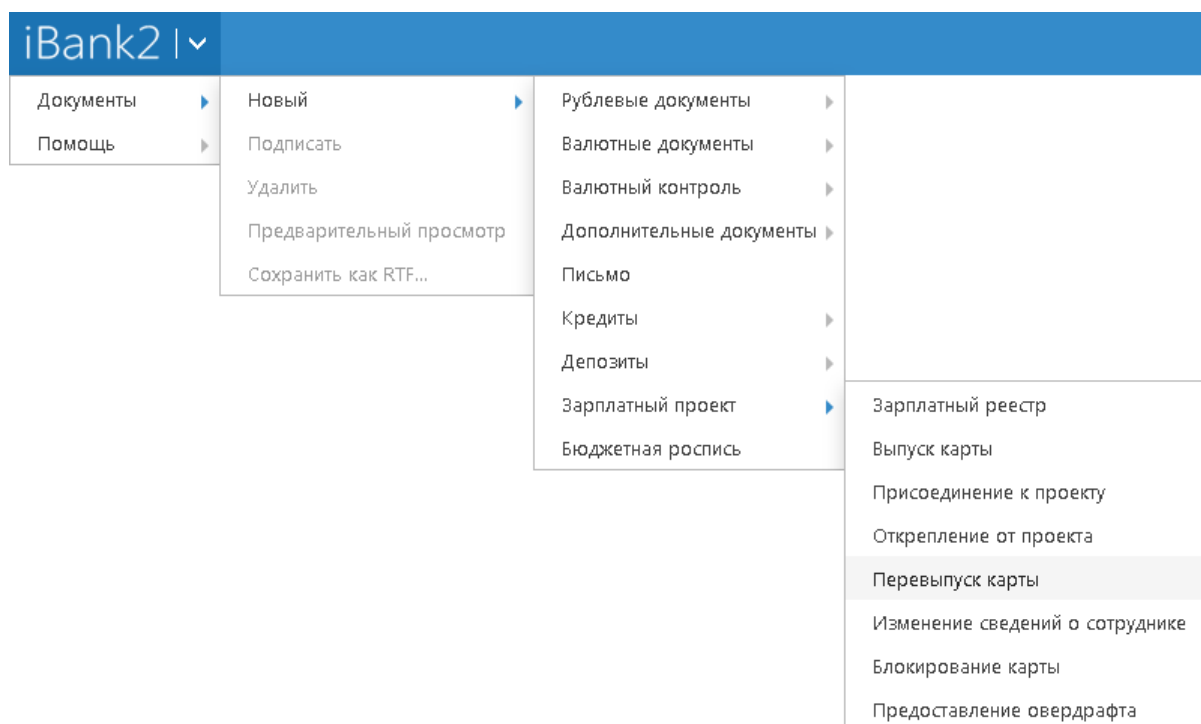 iBank2
Документы
Помощь
Новый
Подписать
Удалить
Предварительный просмотр
Сохранить как RTF...
Рублевые документы
Валютные документы
Валютный контроль
Дополнительные документы
Письмо
Кредиты
Депозиты
Зарплатный проект
Бюджетная роспись
Зарплатный реестр
Выпуск карты
Присоединение к проекту
Открепление от проекта
Перевыпуск карты
Изменение сведений о сотруднике
Блокирование карты
Предоставление овердрафта